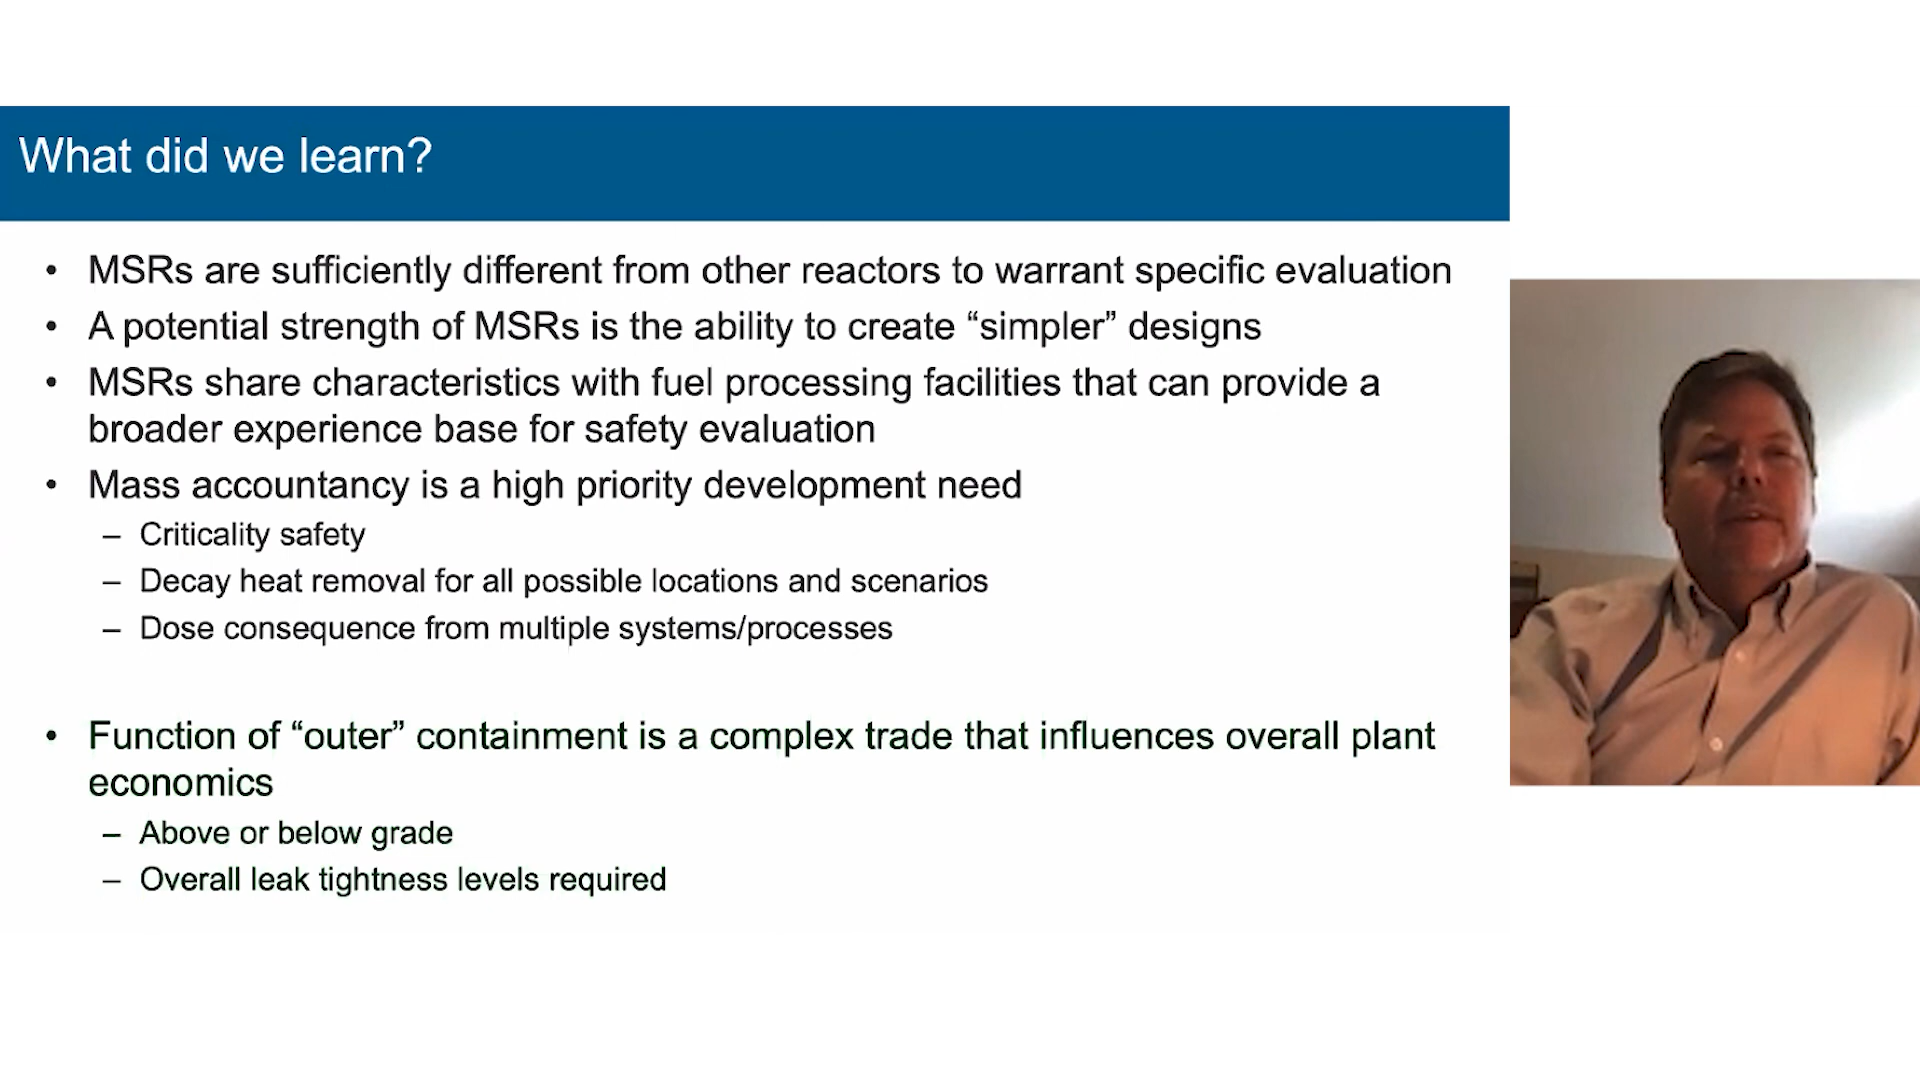 What did we learn?
• MSRs are sufficiently different from other reactors to warrant specific evaluation
• A potential strength of MSRs is the ability to create “simpler” designs
• MSRs share characteristics with fuel processing facilities that can provide a
broader experience base for safety evaluation
• Mass accountancy is a high priority development need
– Criticality safety
– Decay heat removal for all possible locations and scenarios
– Dose consequence from multiple systems/processes
• Function of “outer” containment is a complex trade that influences overall plant
economics
– Above or below grade
– Overall leak tightness levels required